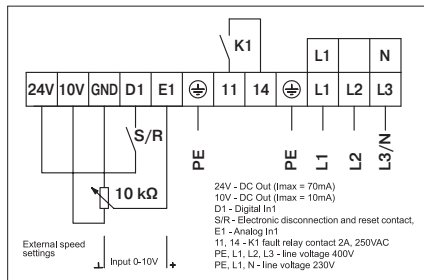 K1
L1 N
24V 10V GND D1 E1 11 14 L1 L2 L3
S/R
PE PE L1 L2 L3/N
10 kΩ
24V - DC Out (Imax = 70mA)
10V - DC Out (Imax = 10mA)
D1 - Digital In1
S/R - Electronic disconnection and reset contact,
E1 - Analog In1
11, 14 - K1 fault relay contact 2A, 250VAC
PE, L1, L2, L3 - line voltage 400V
PE, L1, N - line voltage 230V
External speed
settings
⊥ Input 0-10V +